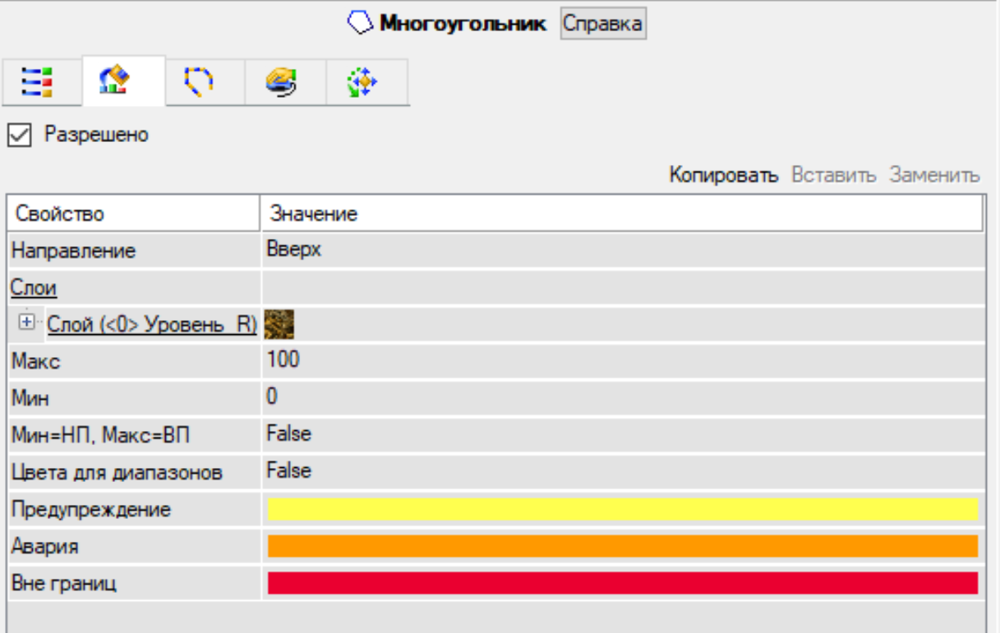 Многоугольник Справка
Разрешено
Копировать Вставить Заменить
Свойство Значение
Направление Вверх
Слои
Слой (<0> Уровень_R)
Макс 100
Мин 0
Мин=НП, Макс=ВП False
Цвета для диапазонов False
Предупреждение
Авария
Вне границ